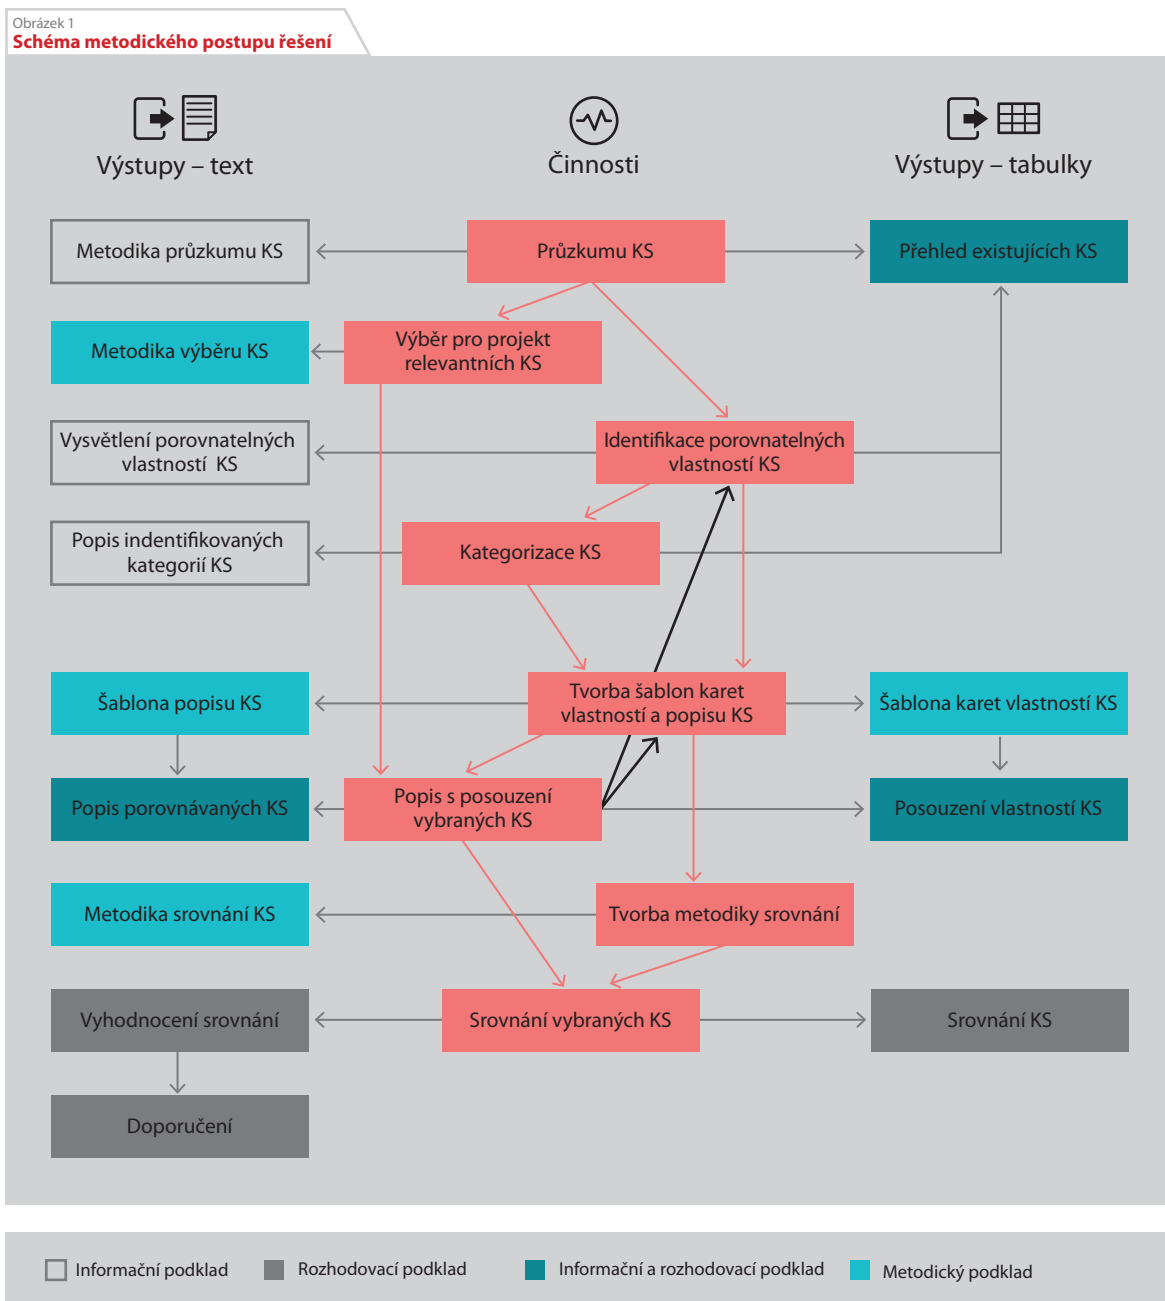 Obrázek 1
Schéma metodického postupu řešení
Výstupy – text
Činnosti
Výstupy – tabulky
Metodika průzkumu KS
Průzkumu KS
Přehled existujících KS
Metodika výběru KS
Výběr pro projekt
relevantních KS
Vysvětlení porovnatelných
vlastností KS
Identifikace porovnatelných
vlastností KS
Popis indentifikovaných
kategorií KS
Kategorizace KS
Šablona popisu KS
Tvorba šablon karet
vlastností a popisu KS
Šablona karet vlastností KS
Popis porovnávaných KS
Popis s posouzení
vybraných KS
Posouzení vlastností KS
Metodika srovnání KS
Tvorba metodiky srovnání
Vyhodnocení srovnání
Srovnání vybraných KS
Srovnání KS
Doporučení
Informační podklad
Rozhodovací podklad
Informační a rozhodovací podklad
Metodický podklad